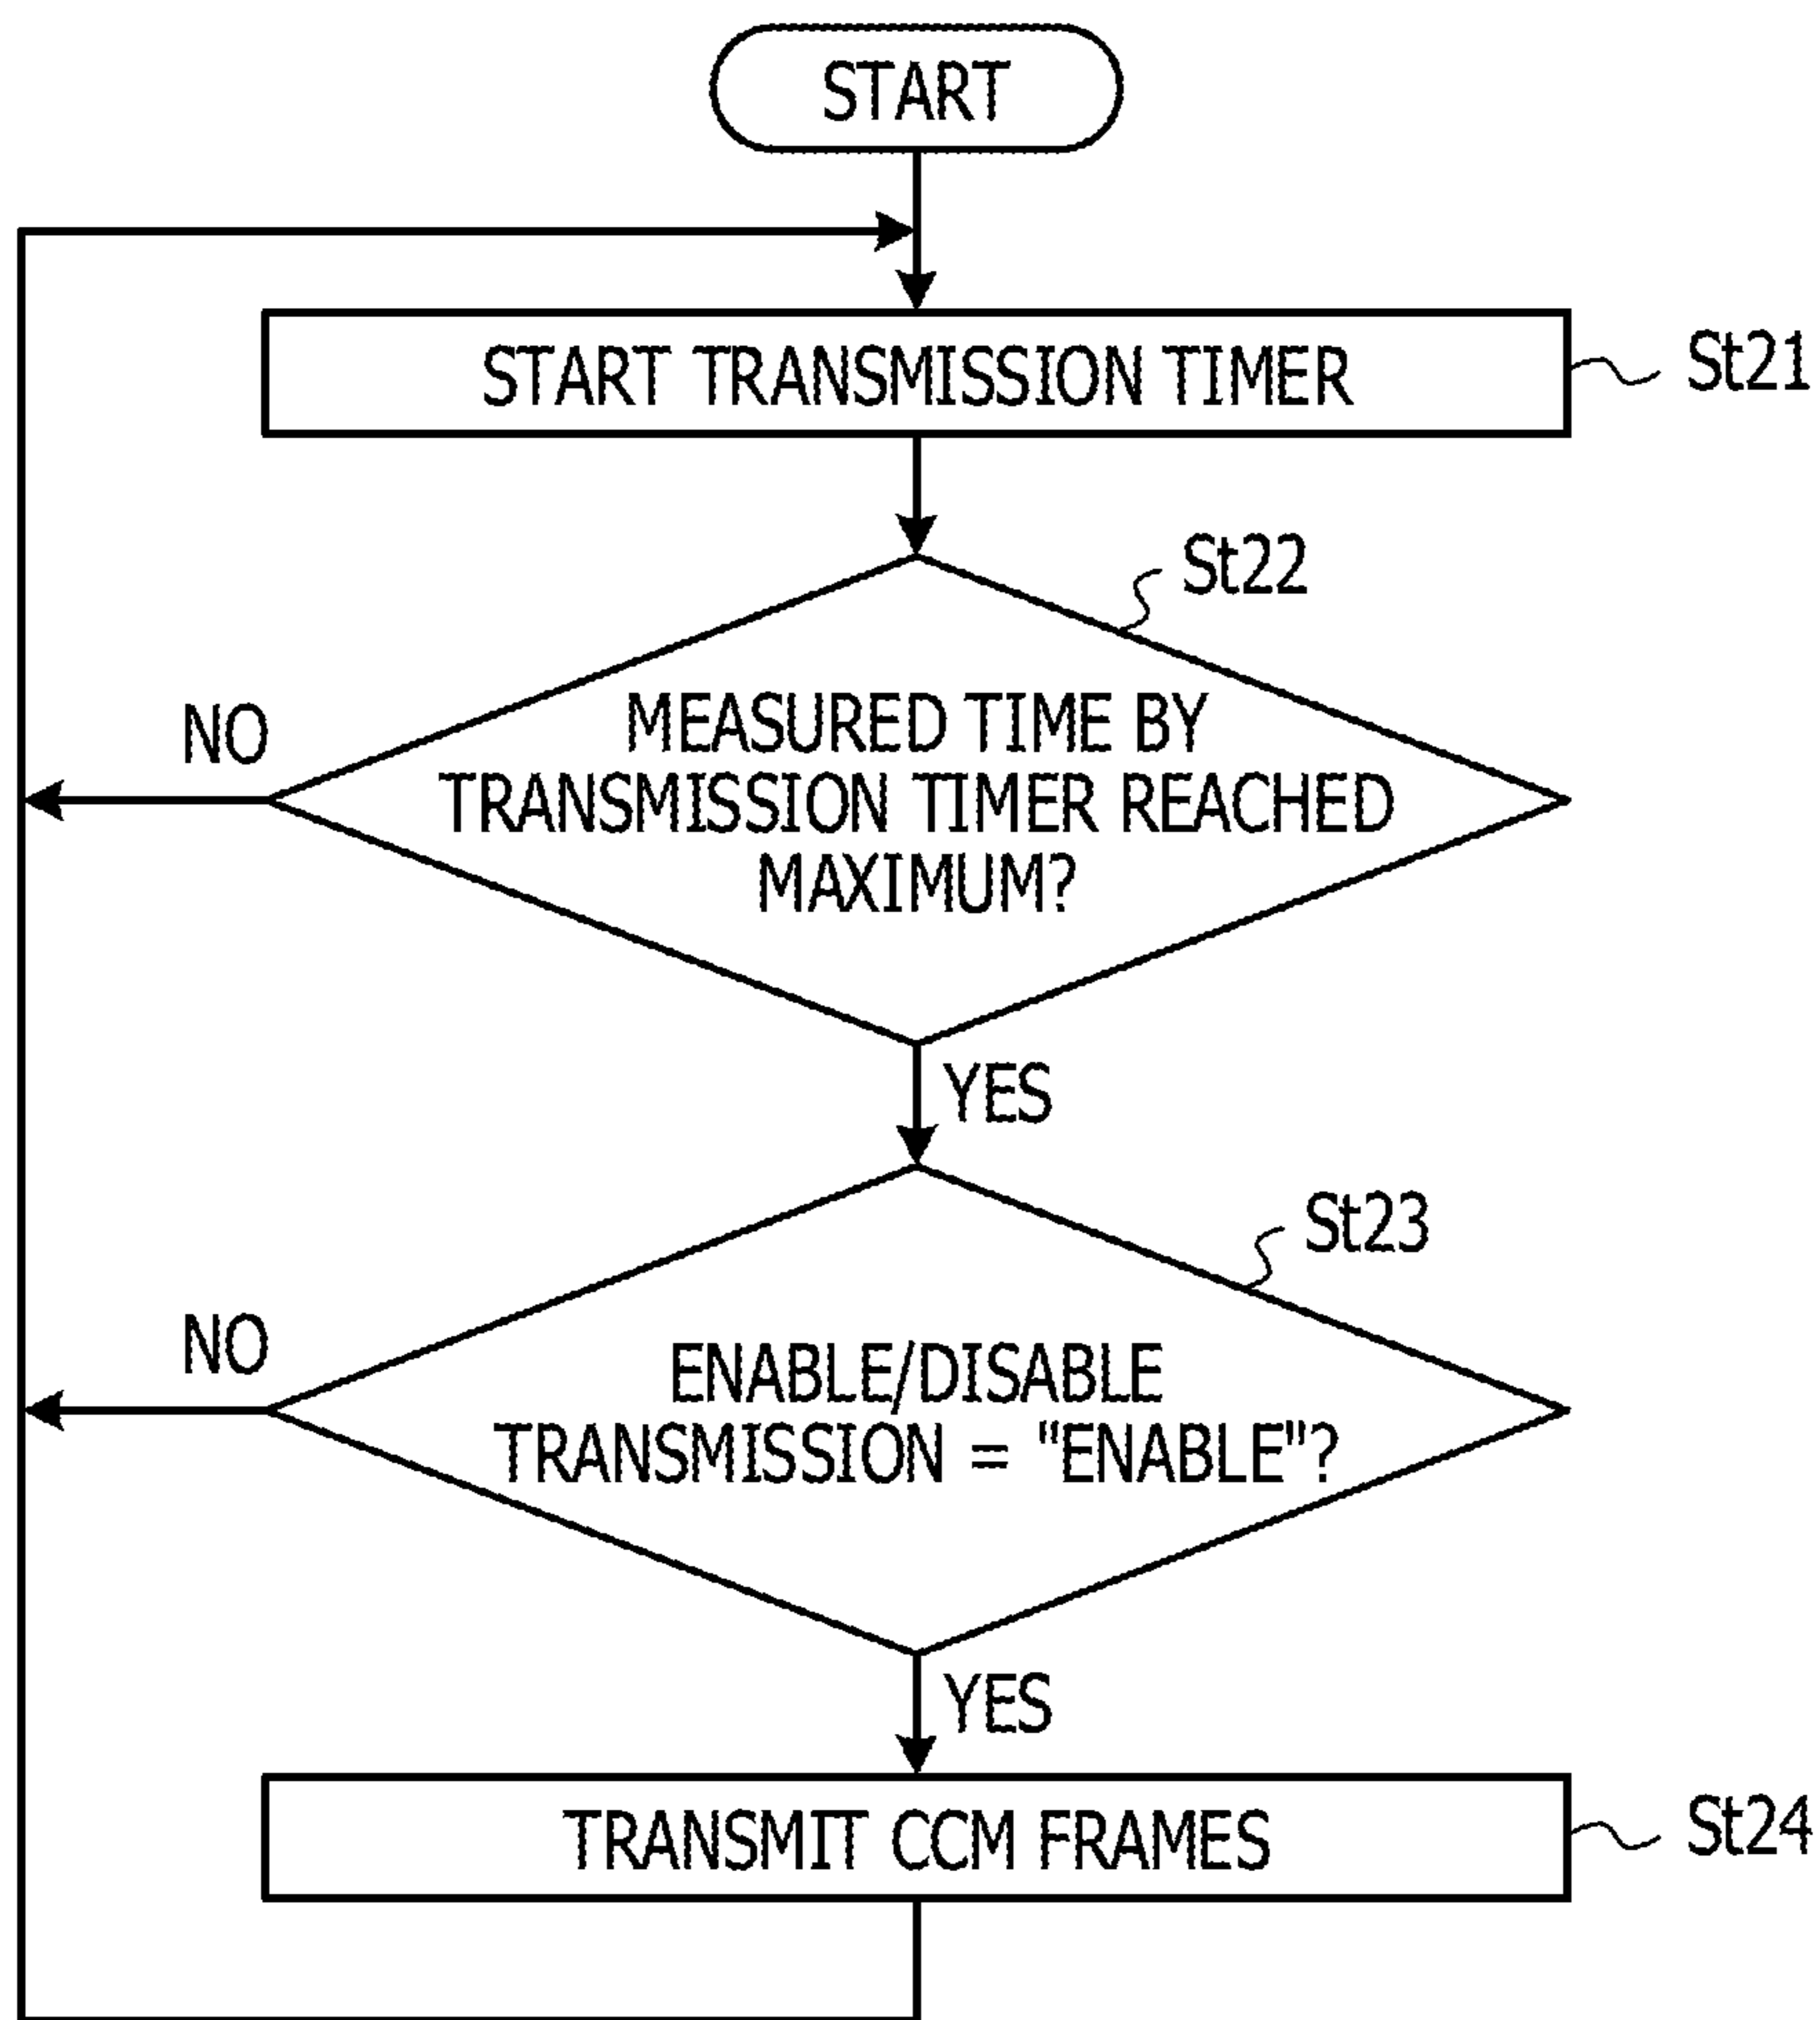 START
START TRANSMISSION TIMER
St21
St22
MEASURED TIME BY
TRANSMISSION TIMER REACHED
MAXIMUM?
NO
YES
St23
ENABLE/DISABLE
TRANSMISSION = "ENABLE"?
NO
YES
TRANSMIT CCM FRAMES
St24